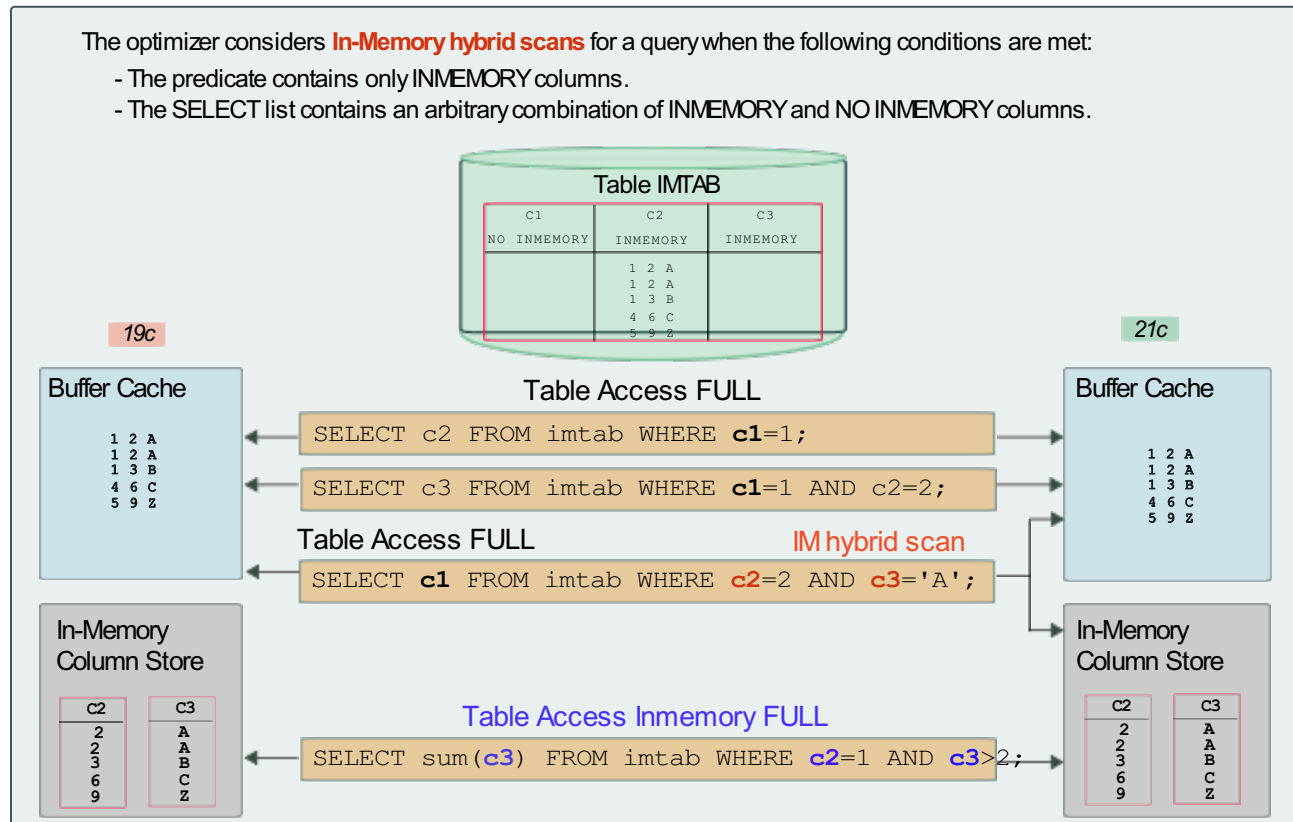 The optimizer considers In-Memory hybrid scans for a query when the following conditions are met:
- The predicate contains only INMEMORY columns.
- The SELECT list contains an arbitrary combination of INMEMORY and NO INMEMORY columns.
Table IMTAB
C1 C2 C3
NO INMEMORY INMEMORY INMEMORY
1 2 A
1 2 A
1 3 B
4 6 C
5 9 Z
19c
21c
Buffer Cache
1 2 A
1 2 A
1 3 B
4 6 C
5 9 Z
Table Access FULL
SELECT c2 FROM imtab WHERE c1=1;
SELECT c3 FROM imtab WHERE c1=1 AND c2=2;
Table Access FULL IM hybrid scan
SELECT c1 FROM imtab WHERE c2=2 AND c3='A';
Buffer Cache
1 2 A
1 2 A
1 3 B
4 6 C
5 9 Z
In-Memory
Column Store
C2 C3
2 A
2 A
3 B
6 C
9 Z
Table Access Inmemory FULL
SELECT sum(c3) FROM imtab WHERE c2=1 AND c3>2;
In-Memory
Column Store
C2 C3
2 A
2 A
3 B
6 C
9 Z